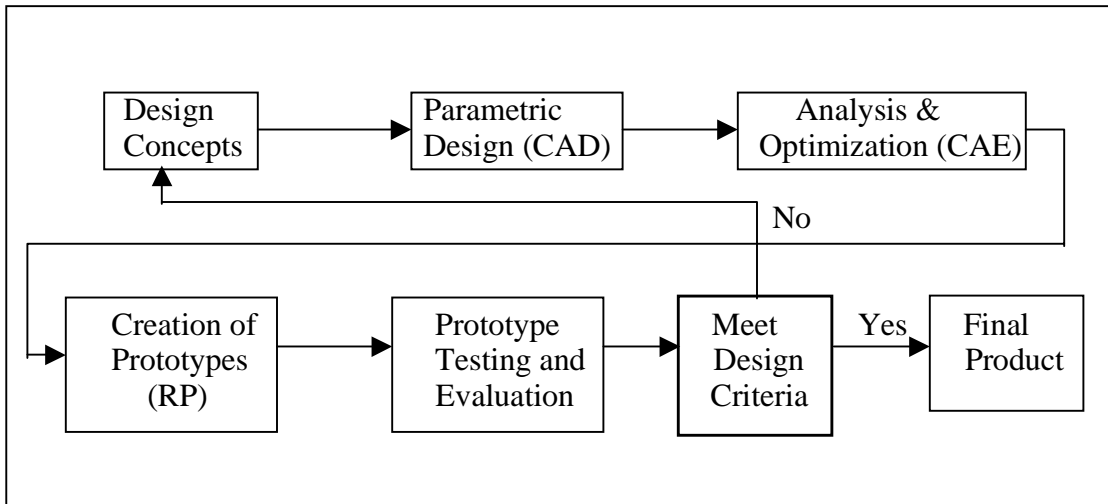 Design
Concepts
Parametric
Design (CAD)
Analysis &
Optimization (CAE)
No
Creation of
Prototypes
(RP)
Prototype
Testing and
Evaluation
Meet
Design
Criteria
Yes
Final
Product